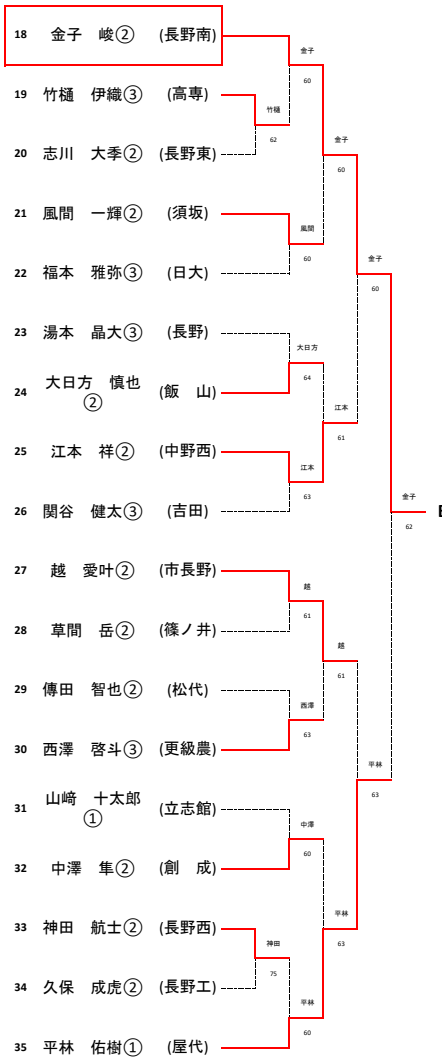 18 金子 峻② (長野南)
金子
60
19 竹樋 伊織③ (高専)
竹樋
62
20 志川 大季② (長野東)
金子
60
21 風間 一輝② (須坂)
風間
60
22 福本 雅弥③ (日大)
金子
60
23 湯本 晶大③ (長野)
大日方
64
24 大日方 慎也
② (飯 山)
江本
61
25 江本 祥② (中野西)
江本
63
26 関谷 健太③ (吉田)
金子
62
27 越 愛叶② (市長野)
越
61
28 草間 岳② (篠ノ井)
越
61
29 傳田 智也② (松代)
西澤
63
30 西澤 啓斗③ (更級農)
平林
63
31 山﨑 十太郎
① (立志館)
中澤
60
32 中澤 隼② (創 成)
平林
63
33 神田 航士② (長野西)
神田
75
34 久保 成虎② (長野工)
平林
60
35 平林 佑樹① (屋代)